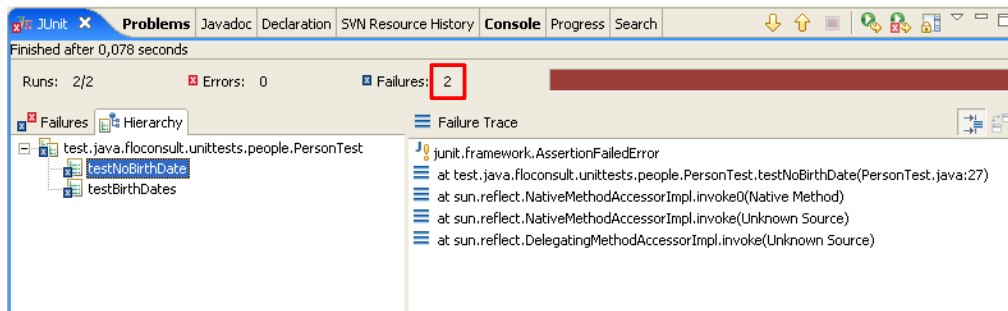 JUnit Problems Javadoc Declaration SVN Resource History Console Progress Search
Finished after 0,078 seconds
Runs: 2/2 Errors: 0 Failures: 2
Failures Hierarchy
Failure Trace
test.java.floconsult.unittests.people.PersonTest
testNoBirthDate
testBirthDates
junit.framework.AssertionFailedError
at test.java.floconsult.unittests.people.PersonTest.testNoBirthDate(PersonTest.java:27)
at sun.reflect.NativeMethodAccessorImpl.invoke0(Native Method)
at sun.reflect.NativeMethodAccessorImpl.invoke(Unknown Source)
at sun.reflect.DelegatingMethodAccessorImpl.invoke(Unknown Source)